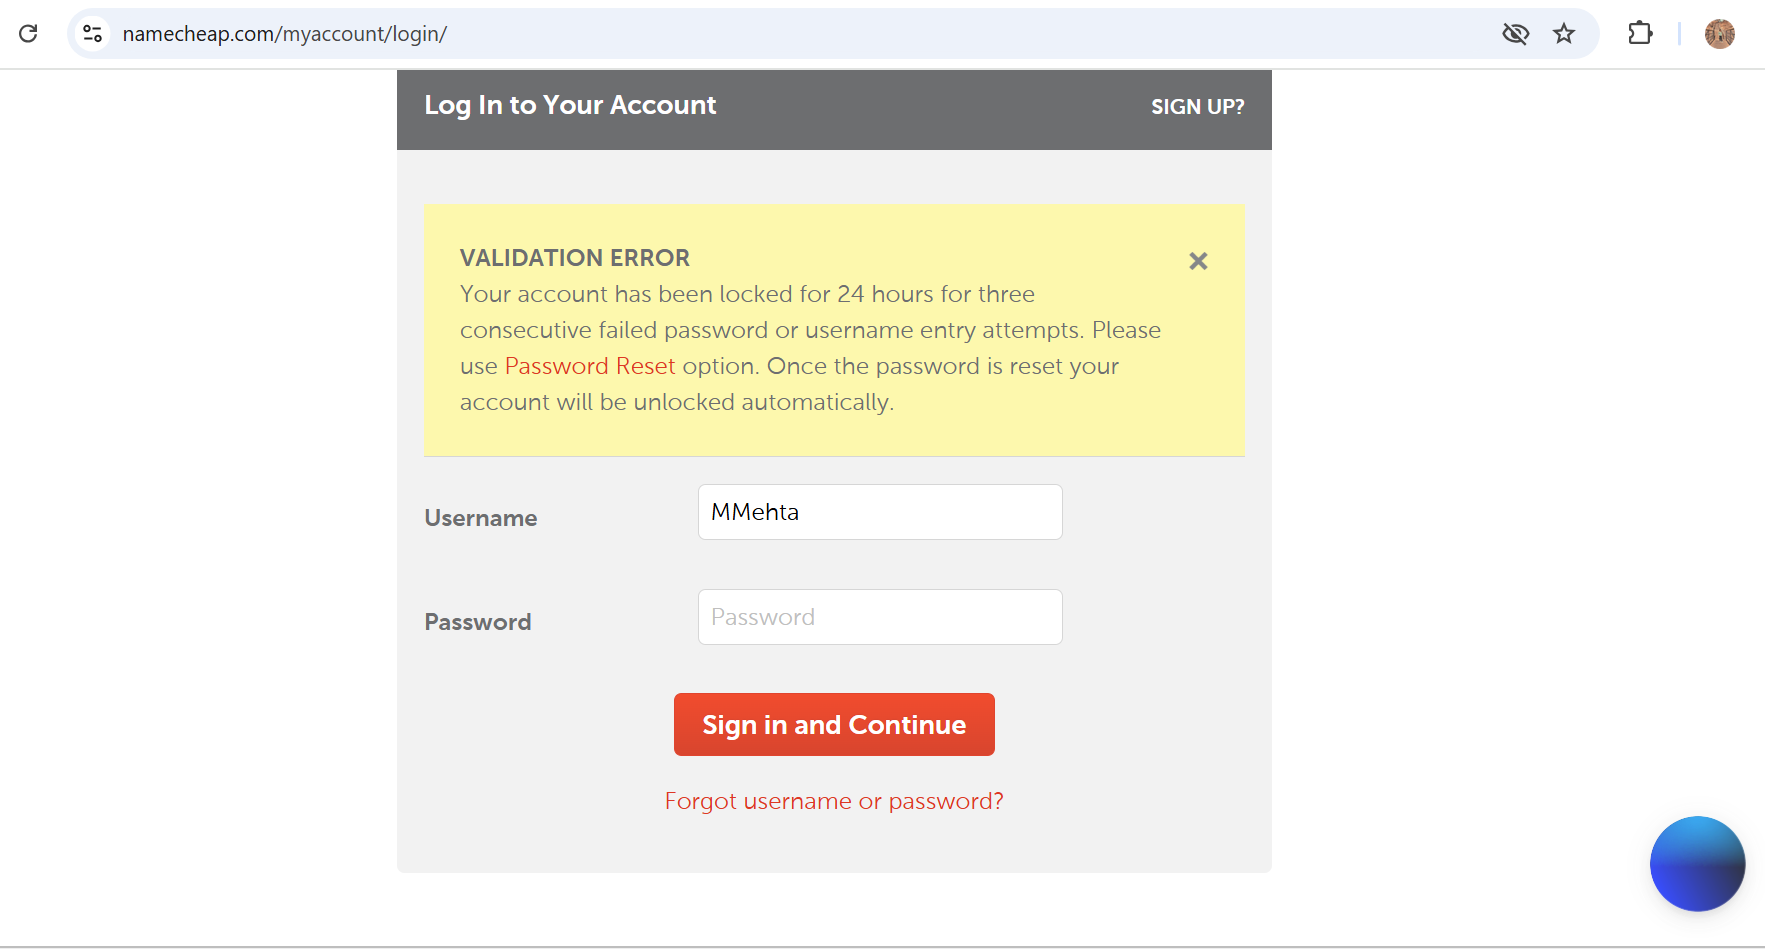 namecheap.com/myaccount/login/
Log In to Your Account
SIGN UP?
VALIDATION ERROR
Your account has been locked for 24 hours for three
consecutive failed password or username entry attempts. Please
use Password Reset option. Once the password is reset your
account will be unlocked automatically.
Username
MMehta
Password
Password
Sign in and Continue
Forgot username or password?